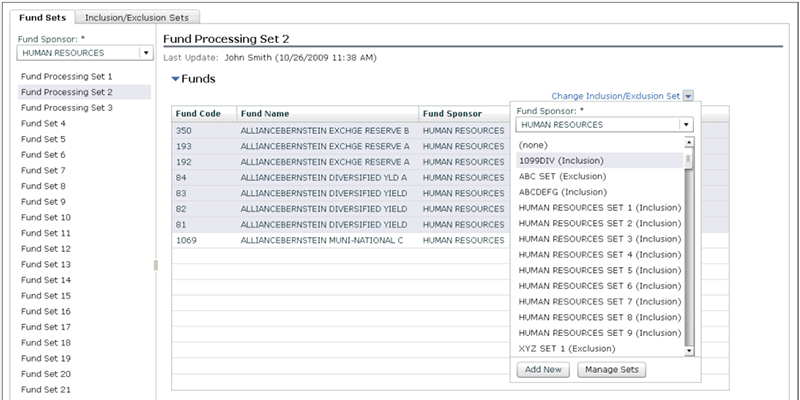 Fund Sets
Inclusion/Exclusion Sets
Fund Sponsor: *
HUMAN RESOURCES
Fund Processing Set 1
Fund Processing Set 2
Fund Processing Set 3
Fund Set 4
Fund Set 5
Fund Set 6
Fund Set 7
Fund Set 8
Fund Set 9
Fund Set 10
Fund Set 11
Fund Set 12
Fund Set 13
Fund Set 14
Fund Set 15
Fund Set 16
Fund Set 17
Fund Set 18
Fund Set 19
Fund Set 20
Fund Set 21
Fund Processing Set 2
Last Update: John Smith (10/26/2009 11:38 AM)
Funds
Change Inclusion/Exclusion Set
Fund Code Fund Name Fund Sponsor
350 ALLIANCEBERNSTEIN EXCHGE RESERVE B HUMAN RESOURCES
193 ALLIANCEBERNSTEIN EXCHGE RESERVE A HUMAN RESOURCES
192 ALLIANCEBERNSTEIN EXCHGE RESERVE A HUMAN RESOURCES
84 ALLIANCEBERNSTEIN DIVERSIFIED YLD A HUMAN RESOURCES
83 ALLIANCEBERNSTEIN DIVERSIFIED YIELD HUMAN RESOURCES
82 ALLIANCEBERNSTEIN DIVERSIFIED YIELD HUMAN RESOURCES
81 ALLIANCEBERNSTEIN DIVERSIFIED YIELD HUMAN RESOURCES
1069 ALLIANCEBERNSTEIN MUNI-NATIONAL C HUMAN RESOURCES
Fund Sponsor: *
HUMAN RESOURCES
(none)
1099DIV (Inclusion)
ABC SET (Exclusion)
ABCDEFG (Inclusion)
HUMAN RESOURCES SET 1 (Inclusion)
HUMAN RESOURCES SET 2 (Inclusion)
HUMAN RESOURCES SET 3 (Inclusion)
HUMAN RESOURCES SET 4 (Inclusion)
HUMAN RESOURCES SET 5 (Inclusion)
HUMAN RESOURCES SET 6 (Inclusion)
HUMAN RESOURCES SET 7 (Inclusion)
HUMAN RESOURCES SET 8 (Inclusion)
HUMAN RESOURCES SET 9 (Inclusion)
XYZ SET 1 (Exclusion)
Add New
Manage Sets